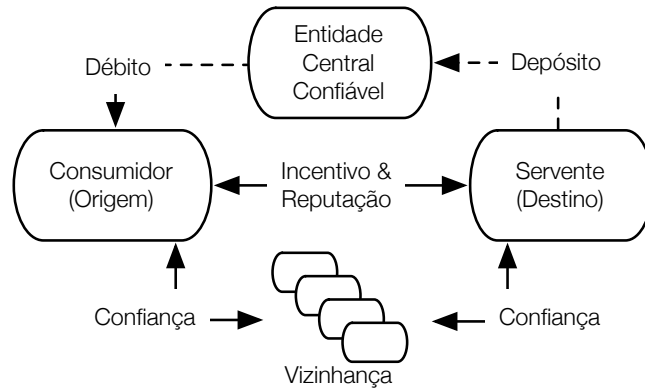 Entidade
Central
Confiável
Débito
Depósito
Consumidor
(Origem)
Incentivo &
Reputação
Servente
(Destino)
Confiança
Confiança
Vizinhança